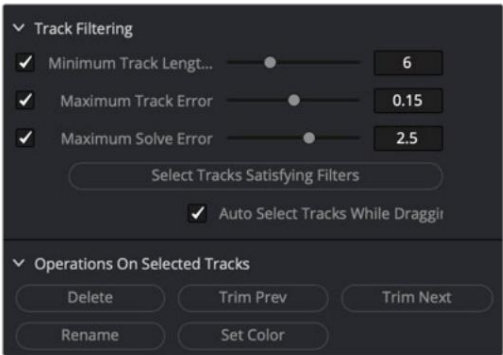 Track Filtering
Minimum Track Lengt... 6
Maximum Track Error 0.15
Maximum Solve Error 2.5
Select Tracks Satisfying Filters
Auto Select Tracks While Draggin
Operations On Selected Tracks
Delete Trim Prev Trim Next
Rename Set Color